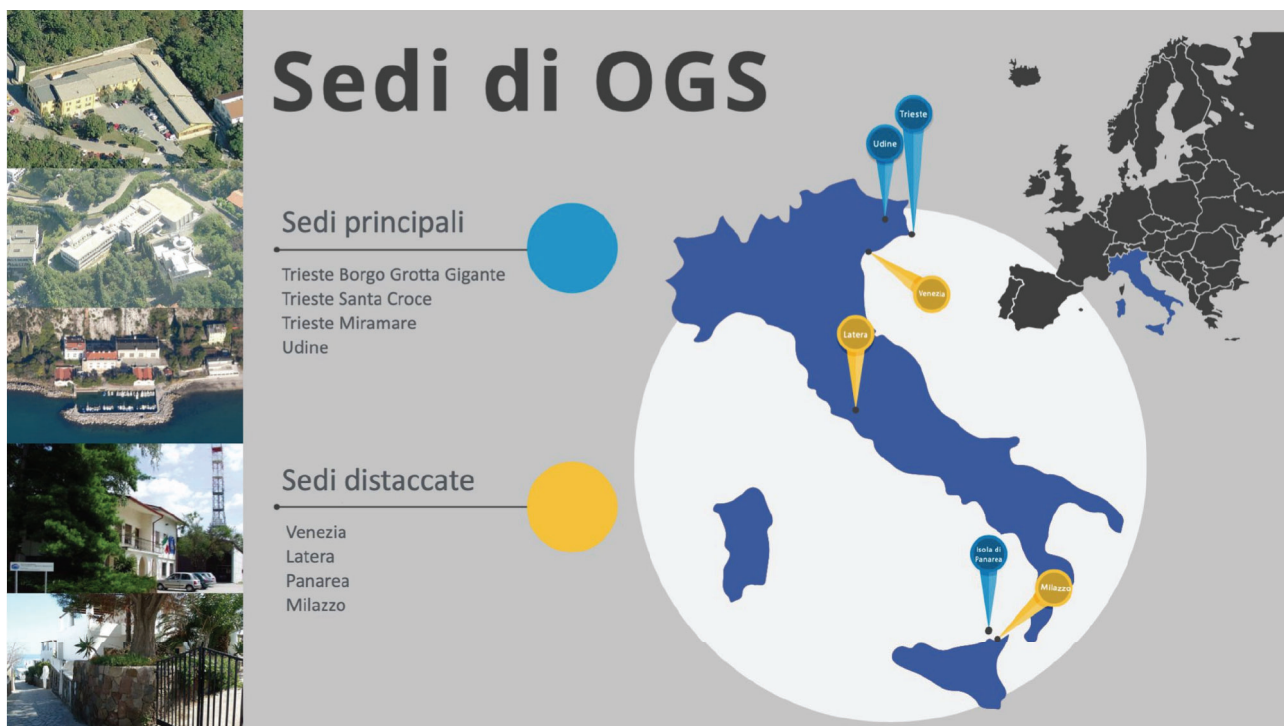 Sedi di OGS
Sedi principali
Trieste Borgo Grotta Gigante
Trieste Santa Croce
Trieste Miramare
Udine
Sedi distaccate
Venezia
Latera
Panarea
Milazzo
Trieste
Udine
Venezia
Latera
Isola di
Panarea
Milazzo